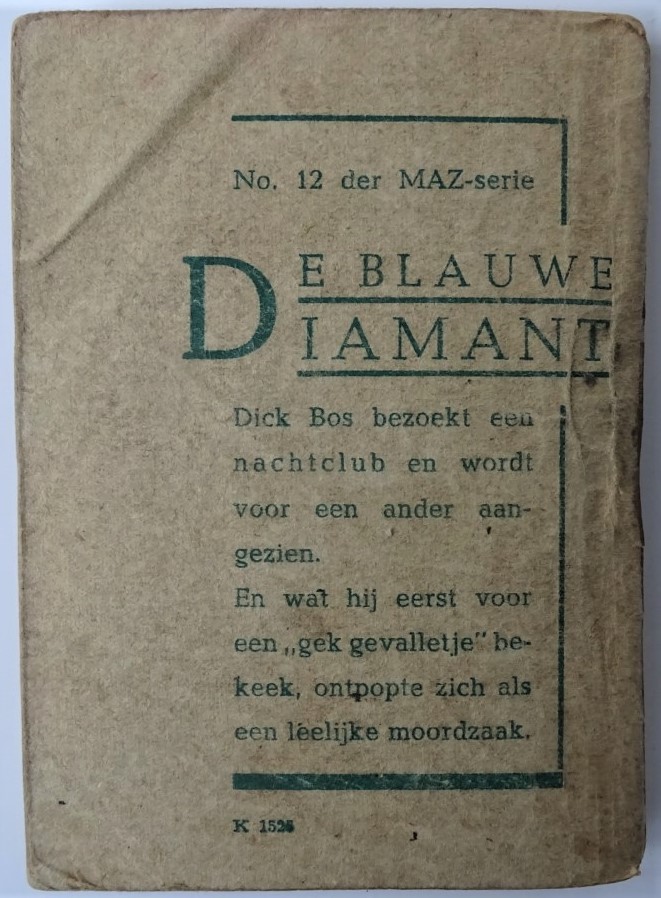 No. 12 der MAZ-serie
DE BLAUWE
DIAMANT
Dick Bos bezoekt een
nachtclub en wordt
voor een ander aan-
gezien.
En wat hij eerst voor
een „gek gevalletje" be-
keek, ontpopte zich als
een leelijke moordzaak.
K 1525